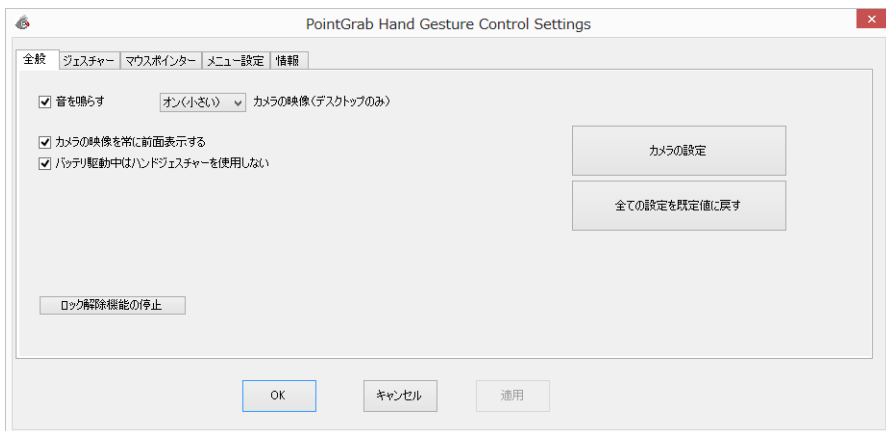 PointGrab Hand Gesture Control Settings
全般 ジェスチャー マウスポインター メニュー設定 情報
音を鳴らす オン(小さい) カメラの映像(デスクトップのみ)
カメラの映像を常に前面表示する
バッテリ駆動中はハンドジェスチャーを使用しない
カメラの設定
全ての設定を既定値に戻す
ロック解除機能の停止
OK キャンセル 適用